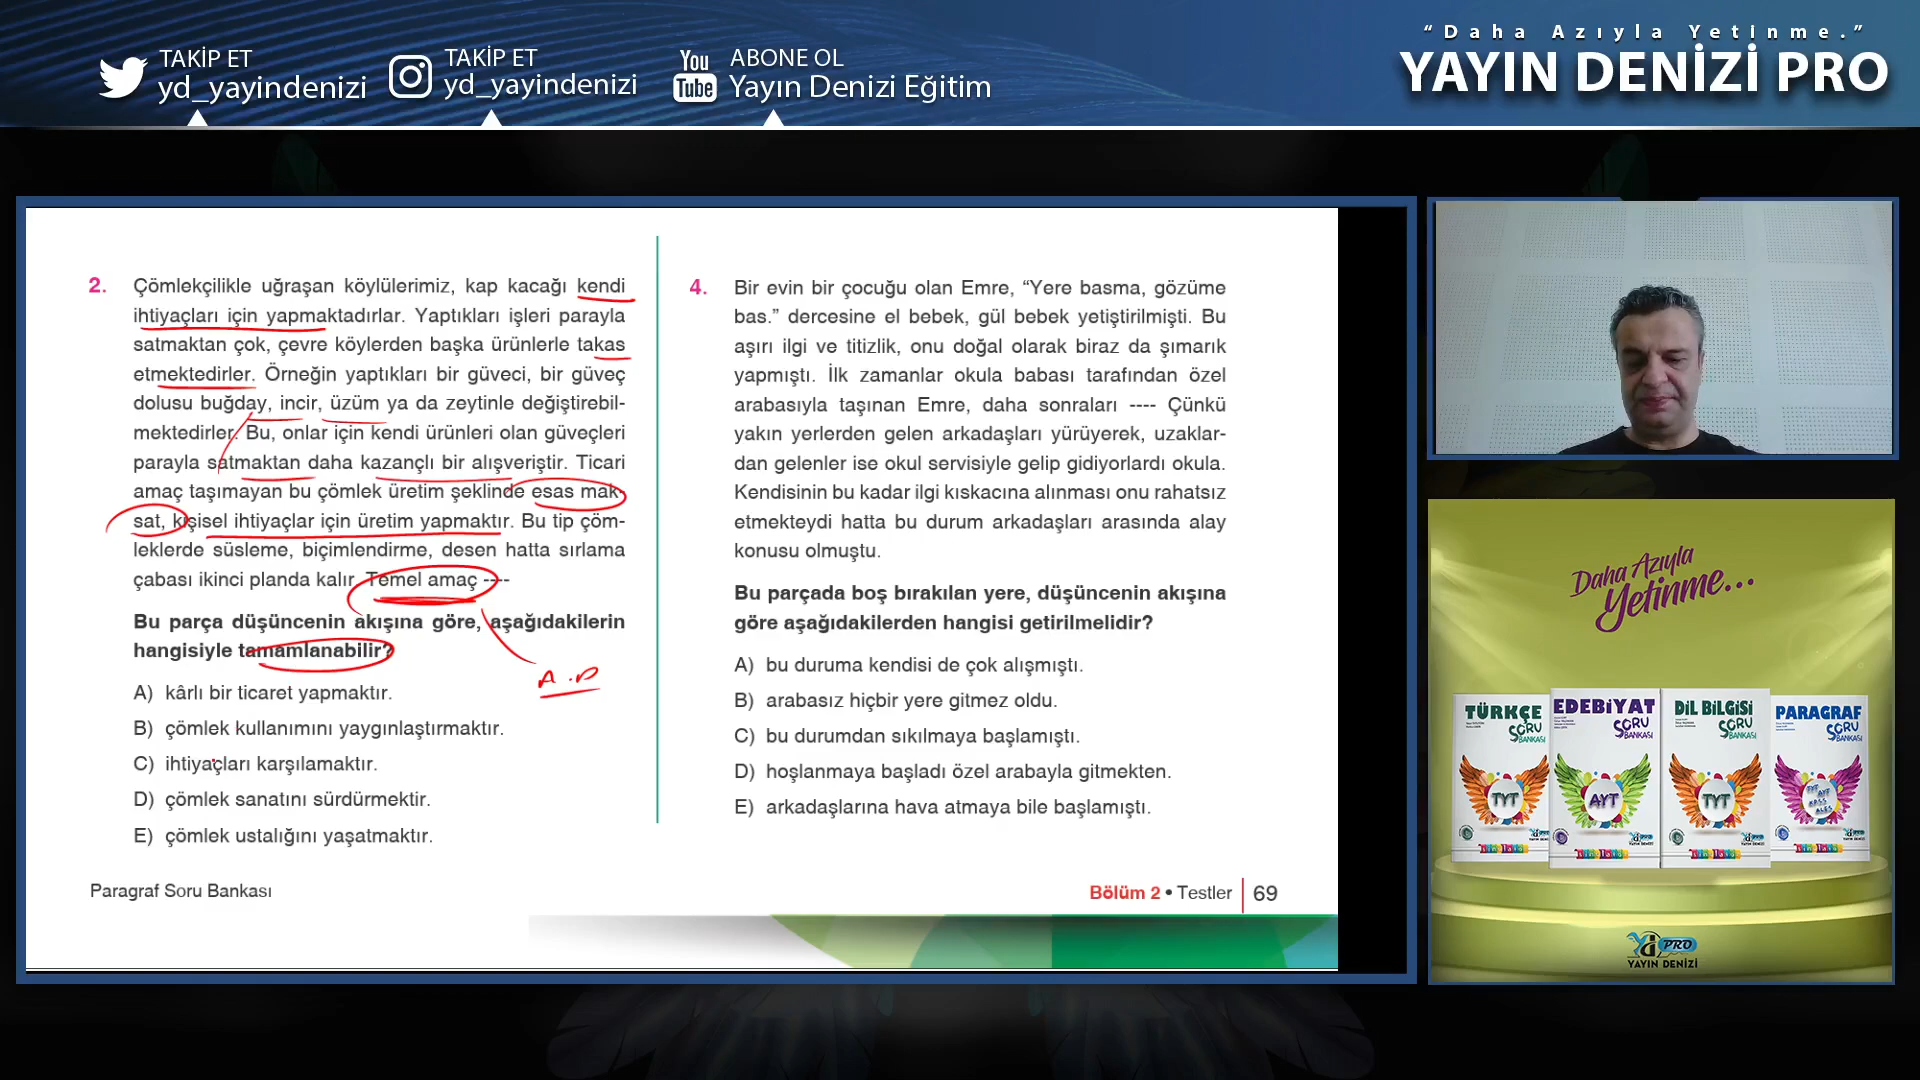 TAKİP ET
yd_yayindenizi
TAKİP ET
yd_yayindenizi
You
Tube
ABONE OL
Yayın Denizi Eğitim
“Daha Azıyla Yetinme.”
YAYIN DENİZİ PRO
2. Çömlekçilikle uğraşan köylülerimiz, kap kacağı kendi
ihtiyaçları için yapmaktadırlar. Yaptıkları işleri parayla
satmaktan çok, çevre köylerden başka ürünlerle takas
etmektedirler. Örneğin yaptıkları bir güveci, bir güveç
dolusu buğday, incir, üzüm ya da zeytinle değiştirebil-
mektedirler. Bu, onlar için kendi ürünleri olan güveçleri
parayla satmaktan daha kazançlı bir alışveriştir. Ticari
amaç taşımayan bu çömlek üretim şeklinde esas mak-
sat, kişisel ihtiyaçlar için üretim yapmaktır. Bu tip çöm-
leklerde süsleme, biçimlendirme, desen hatta sırlama
çabası ikinci planda kalır. Temel amaç ----
Bu parça düşüncenin akışına göre, aşağıdakilerin
hangisiyle tamamlanabilir?
A.D
A) kârlı bir ticaret yapmaktır.
B) çömlek kullanımını yaygınlaştırmaktır.
C) ihtiyaçları karşılamaktır.
D) çömlek sanatını sürdürmektir.
E) çömlek ustalığını yaşatmaktır.
4. Bir evin bir çocuğu olan Emre, “Yere basma, gözüme
bas.” dercesine el bebek, gül bebek yetiştirilmişti. Bu
aşırı ilgi ve titizlik, onu doğal olarak biraz da şımarık
yapmıştı. İlk zamanlar okula babası tarafından özel
arabasıyla taşınan Emre, daha sonraları ---- Çünkü
yakın yerlerden gelen arkadaşları yürüyerek, uzaklar-
dan gelenler ise okul servisiyle gelip gidiyorlardı okula.
Kendisinin bu kadar ilgi kıskacına alınması onu rahatsız
etmekteydi hatta bu durum arkadaşları arasında alay
konusu olmuştu.
Bu parçada boş bırakılan yere, düşüncenin akışına
göre aşağıdakilerden hangisi getirilmelidir?
A) bu duruma kendisi de çok alışmıştı.
B) arabasız hiçbir yere gitmez oldu.
C) bu durumdan sıkılmaya başlamıştı.
D) hoşlanmaya başladı özel arabayla gitmekten.
E) arkadaşlarına hava atmaya bile başlamıştı.
Paragraf Soru Bankası
Bölüm 2 • Testler 69
Daha Azıyla
Yetinme...
TÜRKÇE
SORU
BANKASI
TYT
EDEBİYAT
SORU
BANKASI
AYT
DİL BİLGİSİ
SORU
BANKASI
TYT
PARAGRAF
SORU
BANKASI
PRO
YAYIN DENİZİ